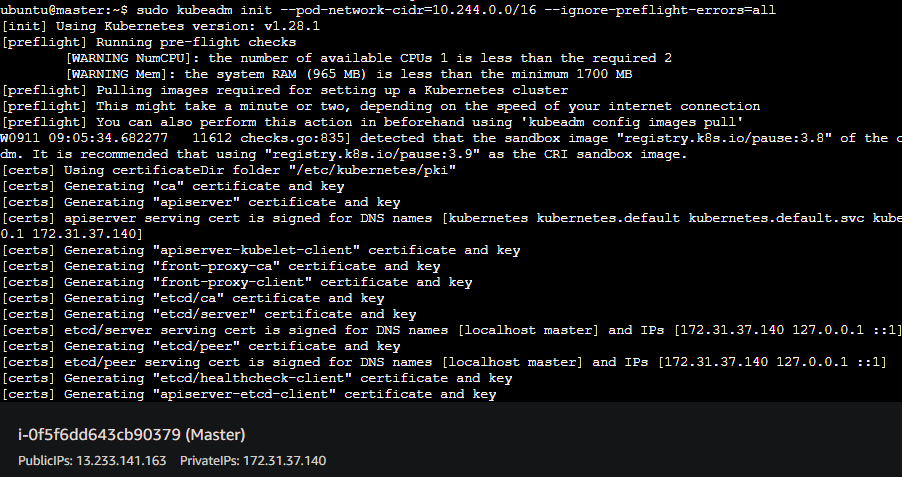 ubuntu@master:~$ sudo kubeadm init --pod-network-cidr=10.244.0.0/16 --ignore-preflight-errors=all
[init] Using Kubernetes version: v1.28.1
[preflight] Running pre-flight checks
        [WARNING NumCPU]: the number of available CPUs 1 is less than the required 2
        [WARNING Mem]: the system RAM (965 MB) is less than the minimum 1700 MB
[preflight] Pulling images required for setting up a Kubernetes cluster
[preflight] This might take a minute or two, depending on the speed of your internet connection
[preflight] You can also perform this action in beforehand using 'kubeadm config images pull'
W0911 09:05:34.682277   11612 checks.go:835] detected that the sandbox image "registry.k8s.io/pause:3.8" of the c
dm. It is recommended that using "registry.k8s.io/pause:3.9" as the CRI sandbox image.
[certs] Using certificateDir folder "/etc/kubernetes/pki"
[certs] Generating "ca" certificate and key
[certs] Generating "apiserver" certificate and key
[certs] apiserver serving cert is signed for DNS names [kubernetes kubernetes.default kubernetes.default.svc kube
0.1 172.31.37.140]
[certs] Generating "apiserver-kubelet-client" certificate and key
[certs] Generating "front-proxy-ca" certificate and key
[certs] Generating "front-proxy-client" certificate and key
[certs] Generating "etcd/ca" certificate and key
[certs] Generating "etcd/server" certificate and key
[certs] etcd/server serving cert is signed for DNS names [localhost master] and IPs [172.31.37.140 127.0.0.1 ::1]
[certs] Generating "etcd/peer" certificate and key
[certs] etcd/peer serving cert is signed for DNS names [localhost master] and IPs [172.31.37.140 127.0.0.1 ::1]
[certs] Generating "etcd/healthcheck-client" certificate and key
[certs] Generating "apiserver-etcd-client" certificate and key
i-0f5f6dd643cb90379 (Master)
PublicIPs: 13.233.141.163 PrivateIPs: 172.31.37.140